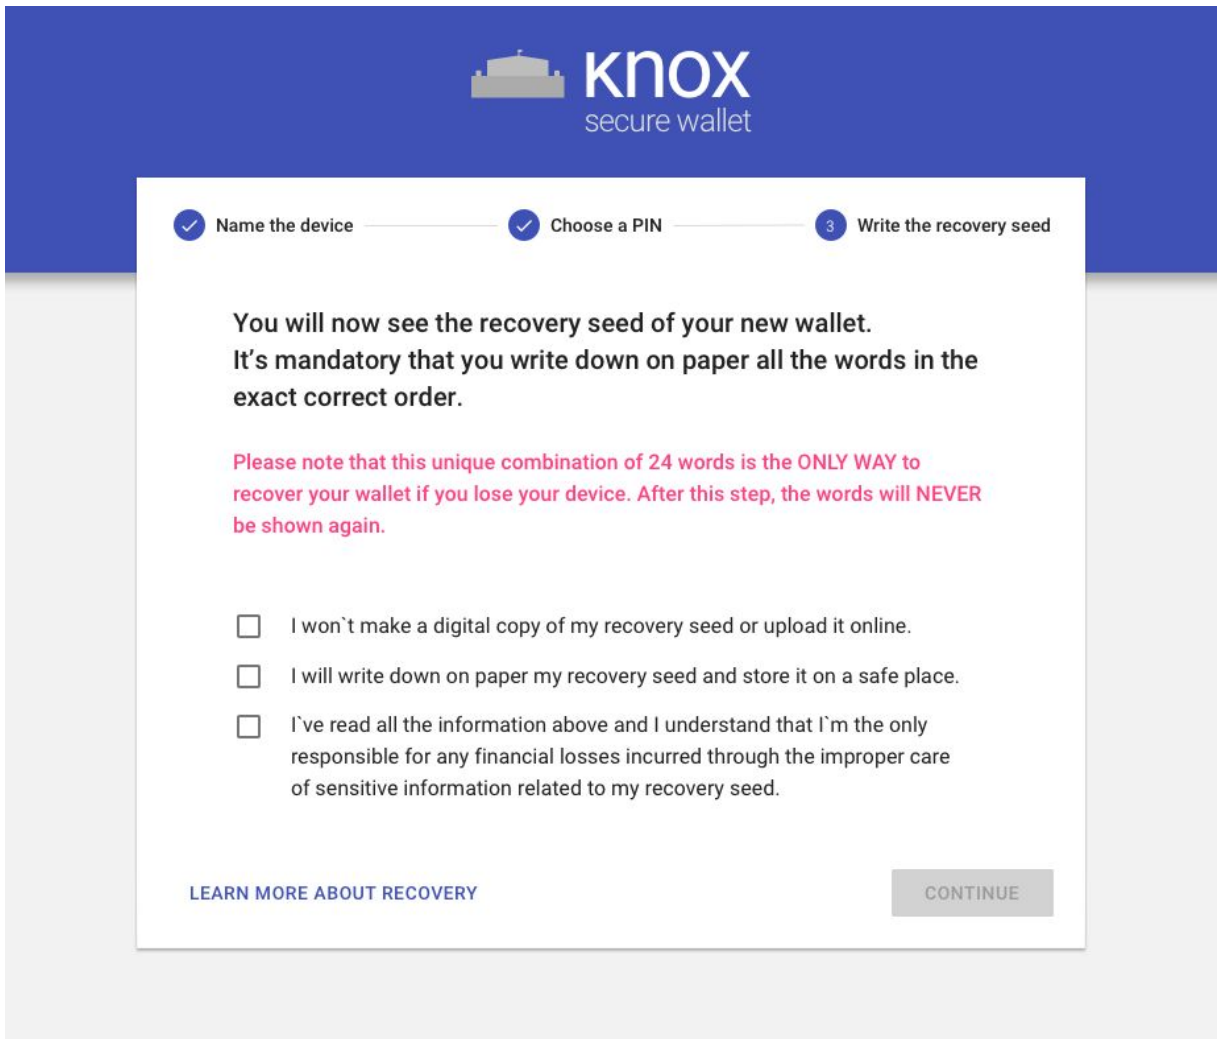 knox
secure wallet
Name the device
Choose a PIN
3 Write the recovery seed
You will now see the recovery seed of your new wallet.
It's mandatory that you write down on paper all the words in the
exact correct order.
Please note that this unique combination of 24 words is the ONLY WAY to
recover your wallet if you lose your device. After this step, the words will NEVER
be shown again.
I won`t make a digital copy of my recovery seed or upload it online.
I will write down on paper my recovery seed and store it on a safe place.
I`ve read all the information above and I understand that I`m the only
responsible for any financial losses incurred through the improper care
of sensitive information related to my recovery seed.
LEARN MORE ABOUT RECOVERY
CONTINUE